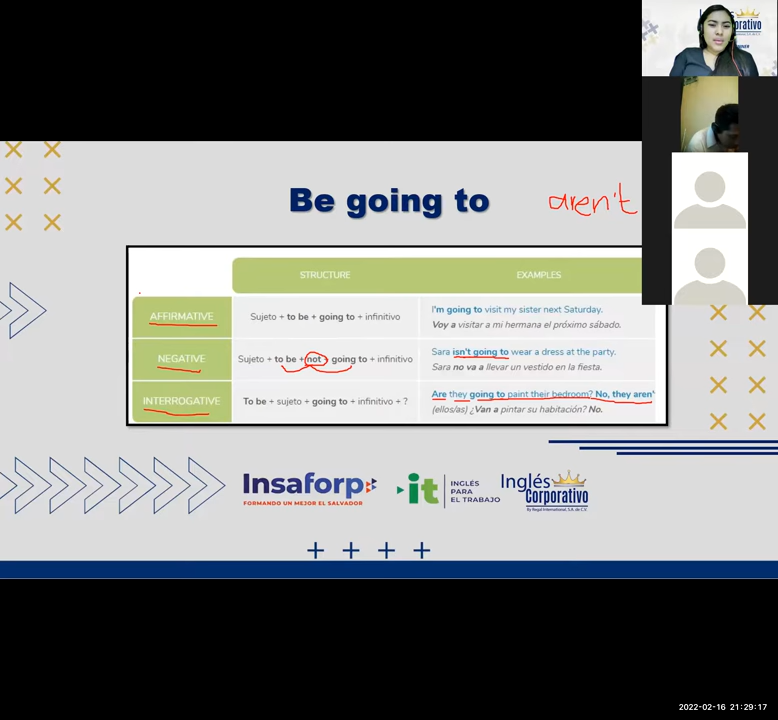 orativo
Be going to
aren't
STRUCTURE
EXAMPLES
AFFIRMATIVE
Sujeto + to be + going to + infinitivo
I'm going to visit my sister next Saturday.
Voy a visitar a mi hermana el próximo sábado.
NEGATIVE
Sujeto + to be + not + going to + infinitivo
Sara isn't going to wear a dress at the party.
Sara no va a llevar un vestido en la fiesta.
INTERROGATIVE
To be + sujeto + going to + infinitivo + ?
Are they going to paint their bedroom? No, they aren'
(ellos/as) ¿Van a pintar su habitación? No.
Insaforp
FORMANDO UN MEJOR EL SALVADOR
it
INGLÉS
PARA
EL TRABAJO
Inglés
Corporativo
By Regal International, S.A. de C.V.
2022-02-16 21:29:17